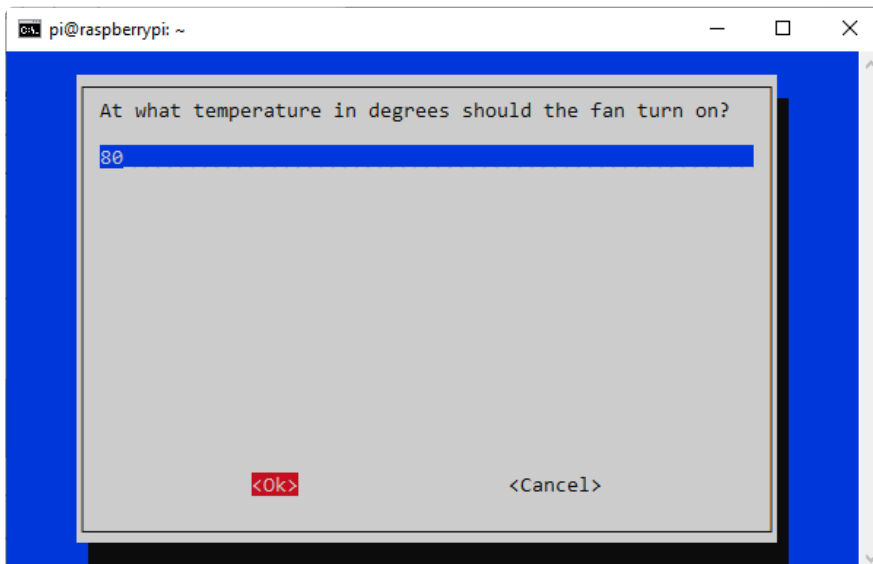 pi@raspberrypi: ~
At what temperature in degrees should the fan turn on?
80
<Ok> <Cancel>